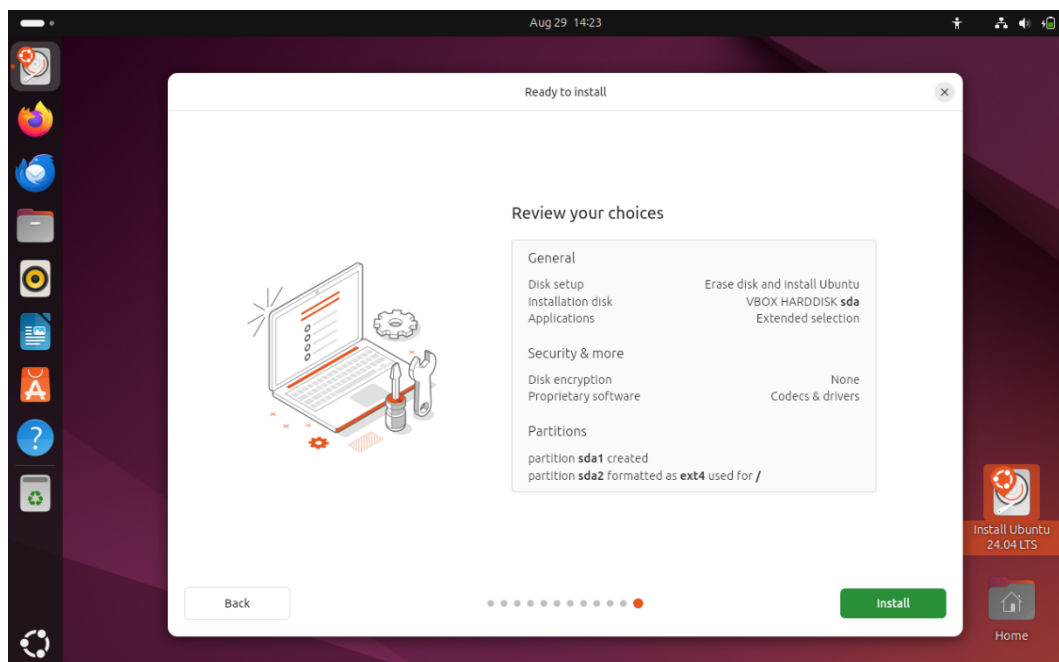 Aug 29 14:23
Ready to install
Review your choices
General
Disk setup Erase disk and Install Ubuntu
Installation disk VBOX HARDDISK sda
Applications Extended selection
Security & more
Disk encryption None
Proprietary software Codecs & drivers
Partitions
partition sda1 created
partition sda2 formatted as ext4 used for /
Back
Install
Install Ubuntu
24.04 LTS
Home